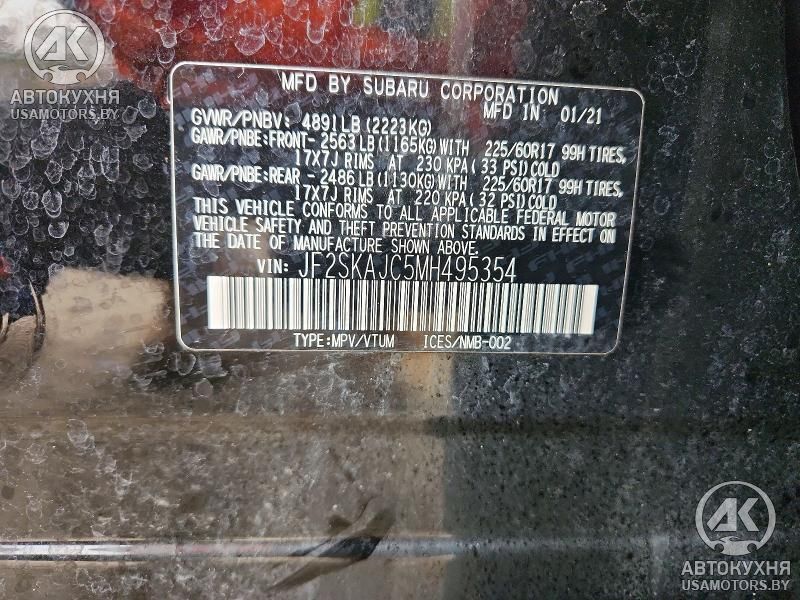 AK
АВТОКУХНЯ
USAMOTORS.BY
MFD BY SUBARU CORPORATION
GVWR/PNBV: 4891LB(2223KG) MFD IN 01/21
GAWR/PNBE:FRONT- 2563LB(1165KG)WITH 225/60R17 99H TIRES,
17X7J RIMS AT 230 KPA(33 PSI)COLD
GAWR/PNBE:REAR - 2486LB(1130KG)WITH 225/60R17 99H TIRES,
17X7J RIMS AT 220 KPA(32 PSI)COLD
THIS VEHICLE CONFORMS TO ALL APPLICABLE FEDERAL MOTOR
VEHICLE SAFETY AND THEFT PREVENTION STANDARDS IN EFFECT ON
THE DATE OF MANUFACTURE SHOWN ABOVE.
VIN: JF2SKAJC5MH495354
TYPE:MPV/VTUM ICES/NMB-002
AK
АВТОКУХНЯ
USAMOTORS.BY